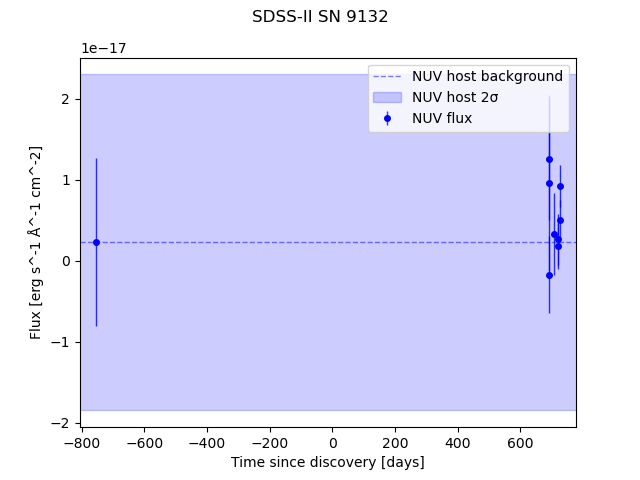 SDSS-II SN 9132
1e−17
NUV host background
NUV host 2σ
NUV flux
2
1
0
−1
−2
Flux [erg s^-1 Å^-1 cm^-2]
−800 −600 −400 −200 0 200 400 600
Time since discovery [days]